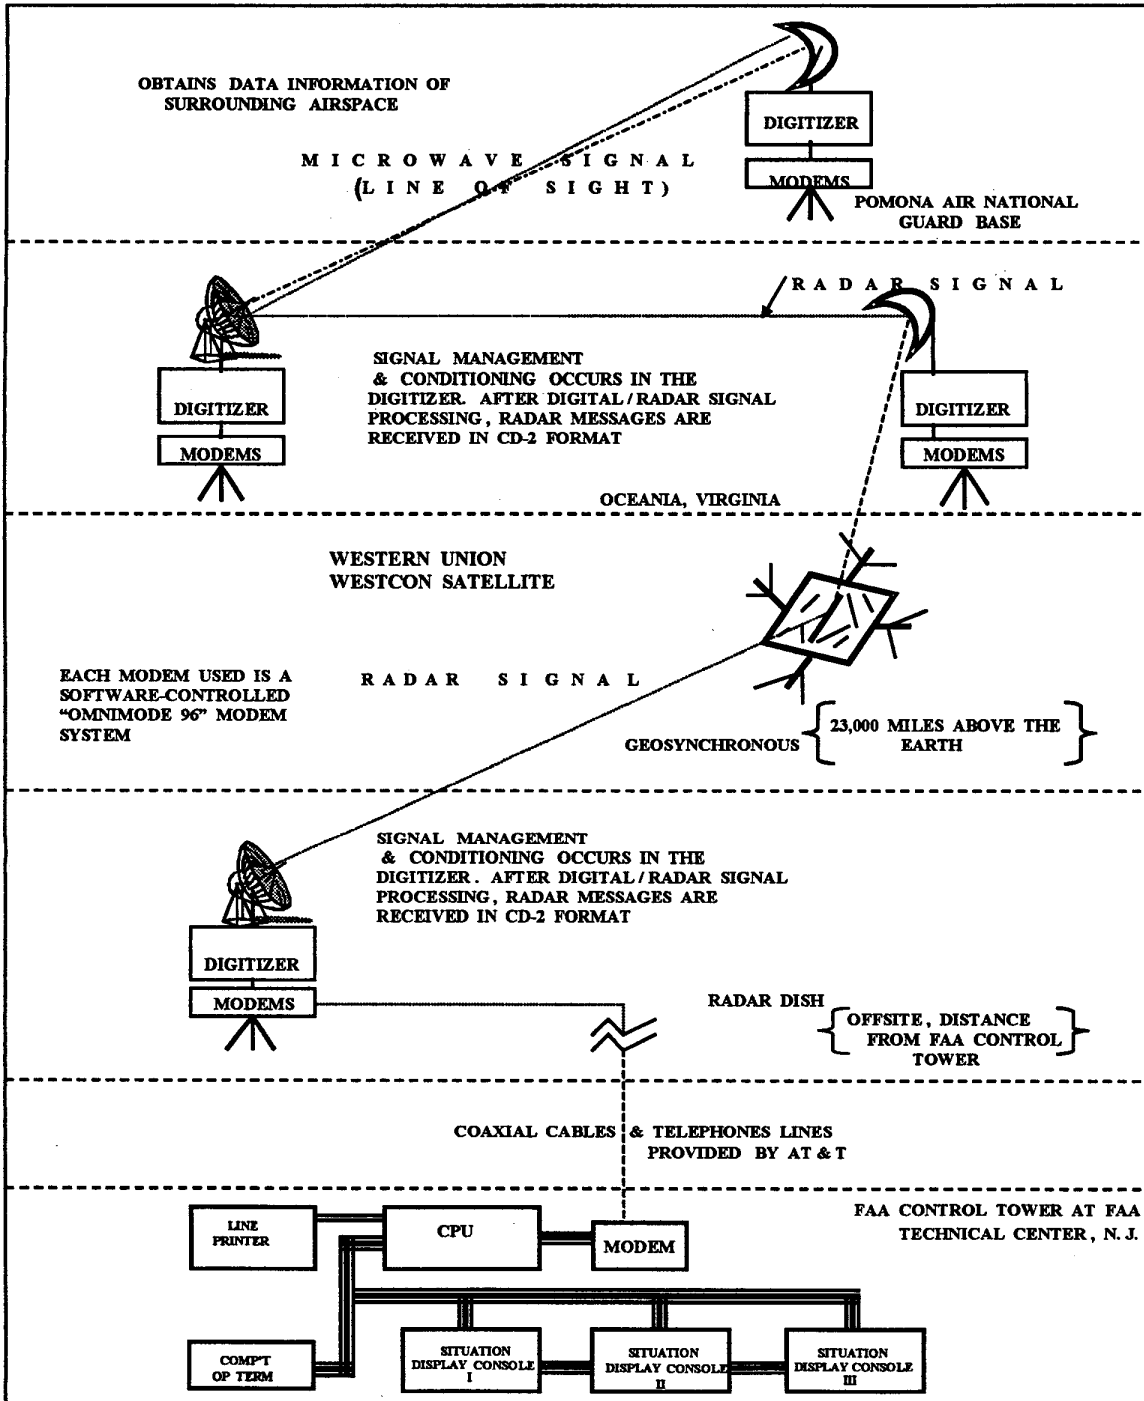 OBTAINS DATA INFORMATION OF
SURROUNDING AIRSPACE
DIGITIZER
MICROWAVE SIGNAL
(LINE OF SIGHT)
MODEMS
POMONA AIR NATIONAL
GUARD BASE
RADAR SIGNAL
SIGNAL MANAGEMENT
& CONDITIONING OCCURS IN THE
DIGITIZER. AFTER DIGITAL/RADAR SIGNAL
PROCESSING, RADAR MESSAGES ARE
RECEIVED IN CD-2 FORMAT
DIGITIZER
MODEMS
DIGITIZER
MODEMS
OCEANIA, VIRGINIA
WESTERN UNION
WESTCON SATELLITE
EACH MODEM USED IS A
SOFTWARE-CONTROLLED
"OMNIMODE 96" MODEM
SYSTEM
RADAR SIGNAL
GEOSYNCHRONOUS
23,000 MILES ABOVE THE
EARTH
SIGNAL MANAGEMENT
& CONDITIONING OCCURS IN THE
DIGITIZER. AFTER DIGITAL/RADAR SIGNAL
PROCESSING, RADAR MESSAGES ARE
RECEIVED IN CD-2 FORMAT
DIGITIZER
MODEMS
RADAR DISH
OFFSITE, DISTANCE
FROM FAA CONTROL
TOWER
COAXIAL CABLES & TELEPHONES LINES
PROVIDED BY AT & T
FAA CONTROL TOWER AT FAA
TECHNICAL CENTER, N. J.
LINE
PRINTER
CPU
MODEM
COMP'T
OP TERM
SITUATION
DISPLAY CONSOLE
I
SITUATION
DISPLAY CONSOLE
II
SITUATION
DISPLAY CONSOLE
III